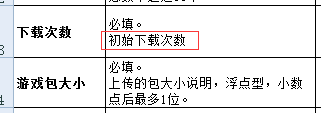 下载次数
必填。
初始下载次数
游戏包大小
必填。
上传的包大小说明，浮点型，小数
点后最多1位。